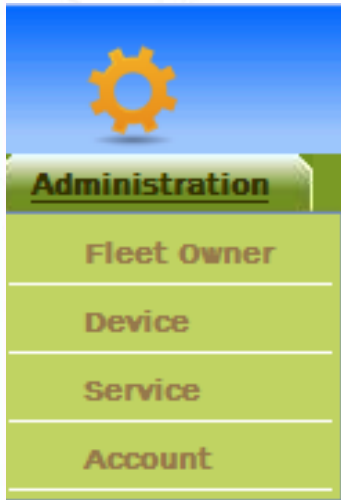 Administration
Fleet Owner
Device
Service
Account